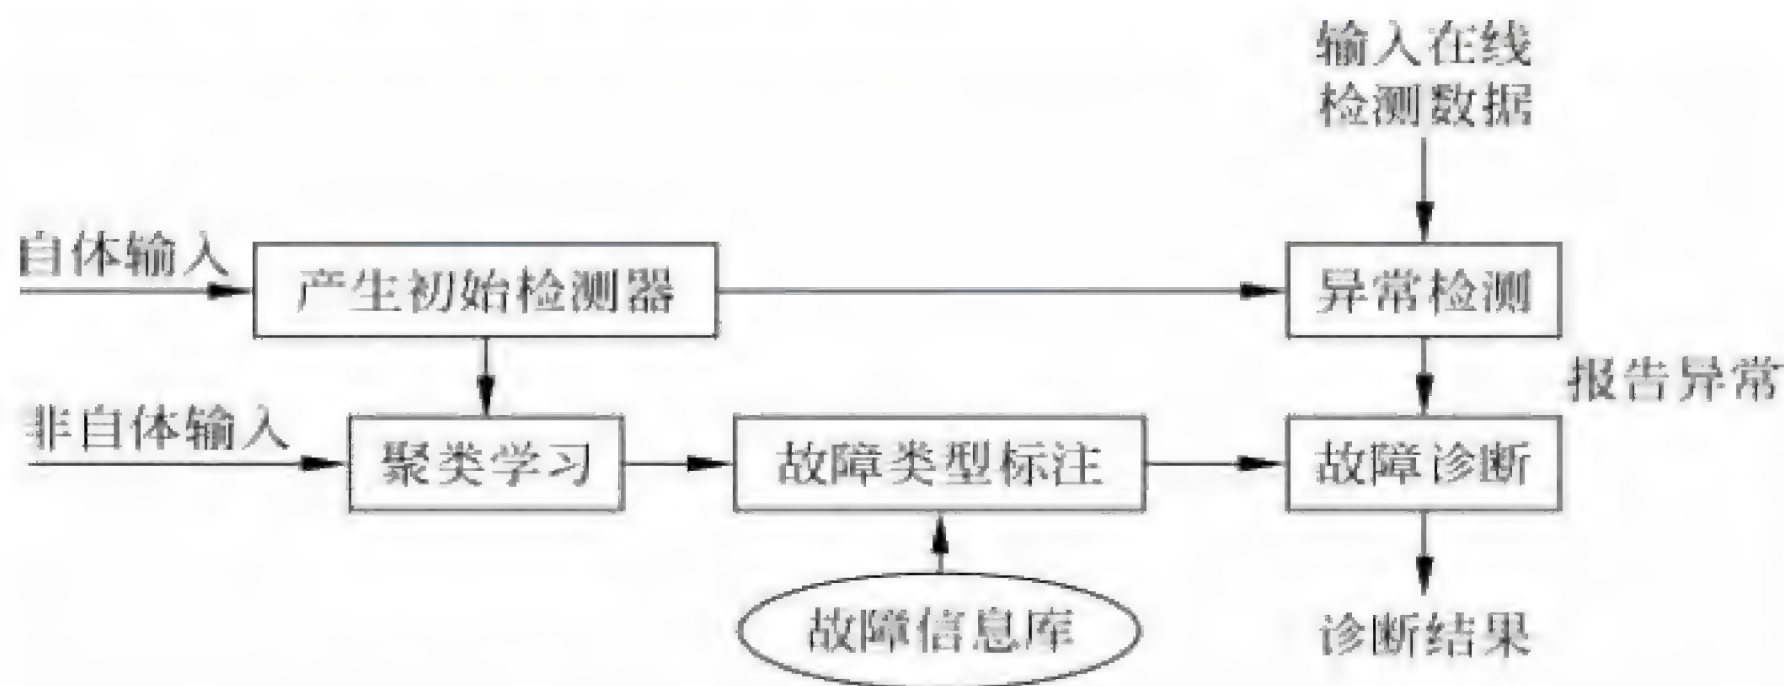 输入在线
检测数据
自体输入
产生初始检测器
异常检测
报告异常
非自体输入
聚类学习
故障类型标注
故障诊断
故障信息库
诊断结果